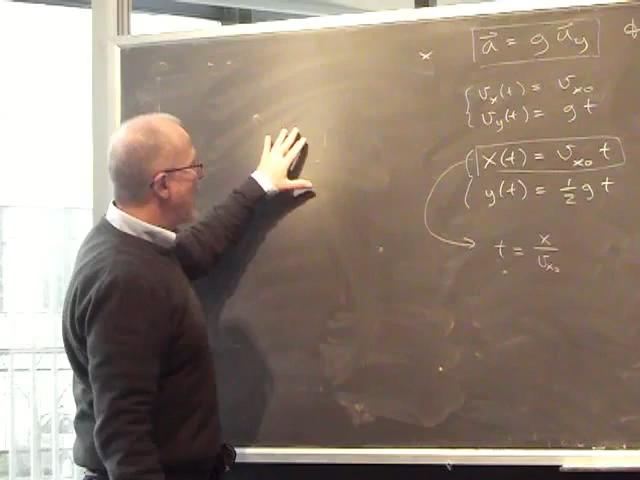 a⃗ = g a⃗y
{ vx(t) = vx0
{ vy(t) = g t
{ x(t) = vx0 t
{ y(t) = 1/2 g t
t = x / vx0